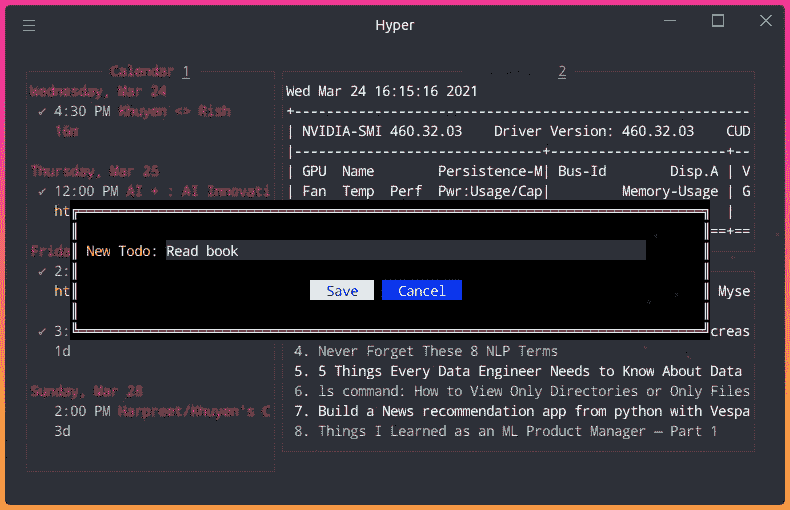 Hyper
Calendar 1
Wednesday, Mar 24
✓ 4:30 PM Khuyen <> Rish
16m
Thursday, Mar 25
✓ 12:00 PM AI + : AI Innovati
ht
Frida
✓ 2:
ht
✓ 3:
1d
Sunday, Mar 28
2:00 PM Harpreet/Khuyen's C
3d
2
Wed Mar 24 16:15:16 2021
+---------------------------------------------------------
| NVIDIA-SMI 460.32.03    Driver Version: 460.32.03    CUD
|-------------------------------+----------------------+--
| GPU  Name        Persistence-M| Bus-Id        Disp.A | V
| Fan  Temp  Perf  Pwr:Usage/Cap|         Memory-Usage | G
|
==+==
New Todo: Read book
Save Cancel
Myse
creas
4. Never Forget These 8 NLP Terms
5. 5 Things Every Data Engineer Needs to Know About Data
6. ls command: How to View Only Directories or Only Files
7. Build a News recommendation app from python with Vespa
8. Things I Learned as an ML Product Manager — Part 1